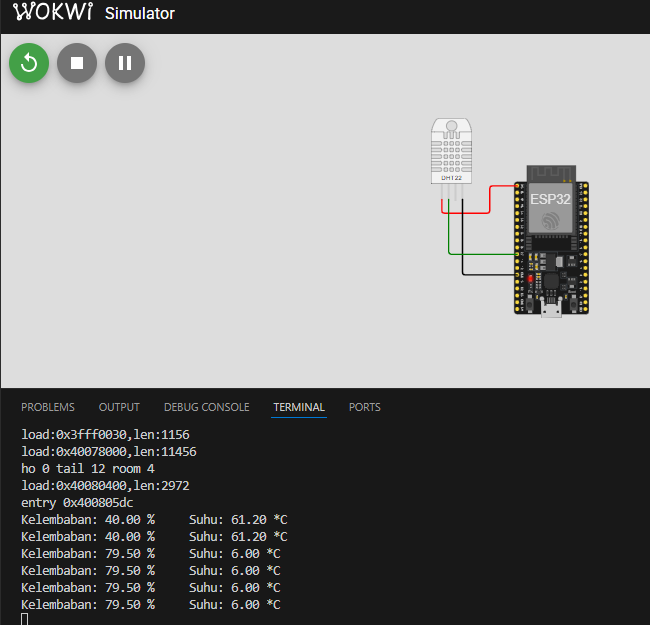 WOKWI Simulator
DHT22
ESP32
PROBLEMS OUTPUT DEBUG CONSOLE TERMINAL PORTS
load:0x3fff0030,len:1156
load:0x40078000,len:11456
ho 0 tail 12 room 4
load:0x40080400,len:2972
entry 0x400805dc
Kelembaban: 40.00 % Suhu: 61.20 *C
Kelembaban: 40.00 % Suhu: 61.20 *C
Kelembaban: 79.50 % Suhu: 6.00 *C
Kelembaban: 79.50 % Suhu: 6.00 *C
Kelembaban: 79.50 % Suhu: 6.00 *C
Kelembaban: 79.50 % Suhu: 6.00 *C